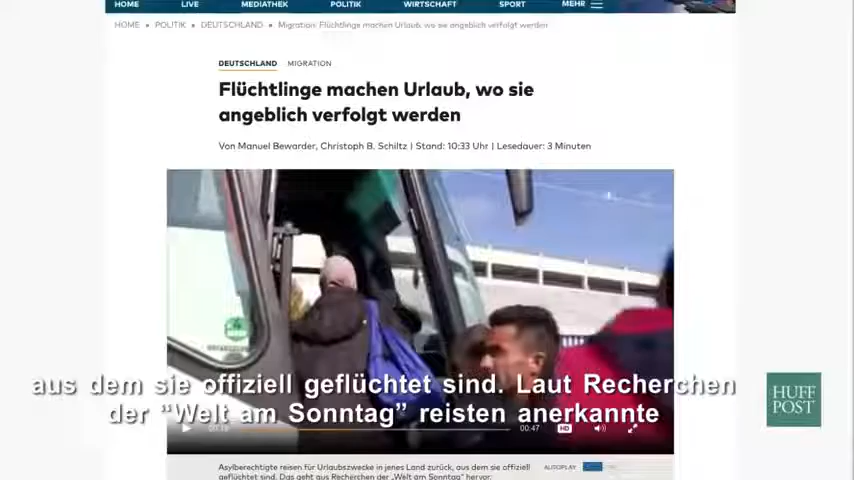 HOME LIVE MEDIATHEK POLITIK WIRTSCHAFT SPORT MEHR
HOME » POLITIK » DEUTSCHLAND » Migration: Flüchtlinge machen Urlaub, wo sie angeblich verfolgt werden
DEUTSCHLAND MIGRATION
Flüchtlinge machen Urlaub, wo sie
angeblich verfolgt werden
Von Manuel Bewarder, Christoph B. Schiltz | Stand: 10:33 Uhr | Lesedauer: 3 Minuten
aus dem sie offiziell geflüchtet sind. Laut Recherchen
der “Welt am Sonntag” reisten anerkannte
HUFF
POST
00:47 HD
Asylberechtigte reisen für Urlaubszwecke in jenes Land zurück, aus dem sie offiziell
geflüchtet sind. Das geht aus Recherchen der „Welt am Sonntag“ hervor.
AUTOPLAY